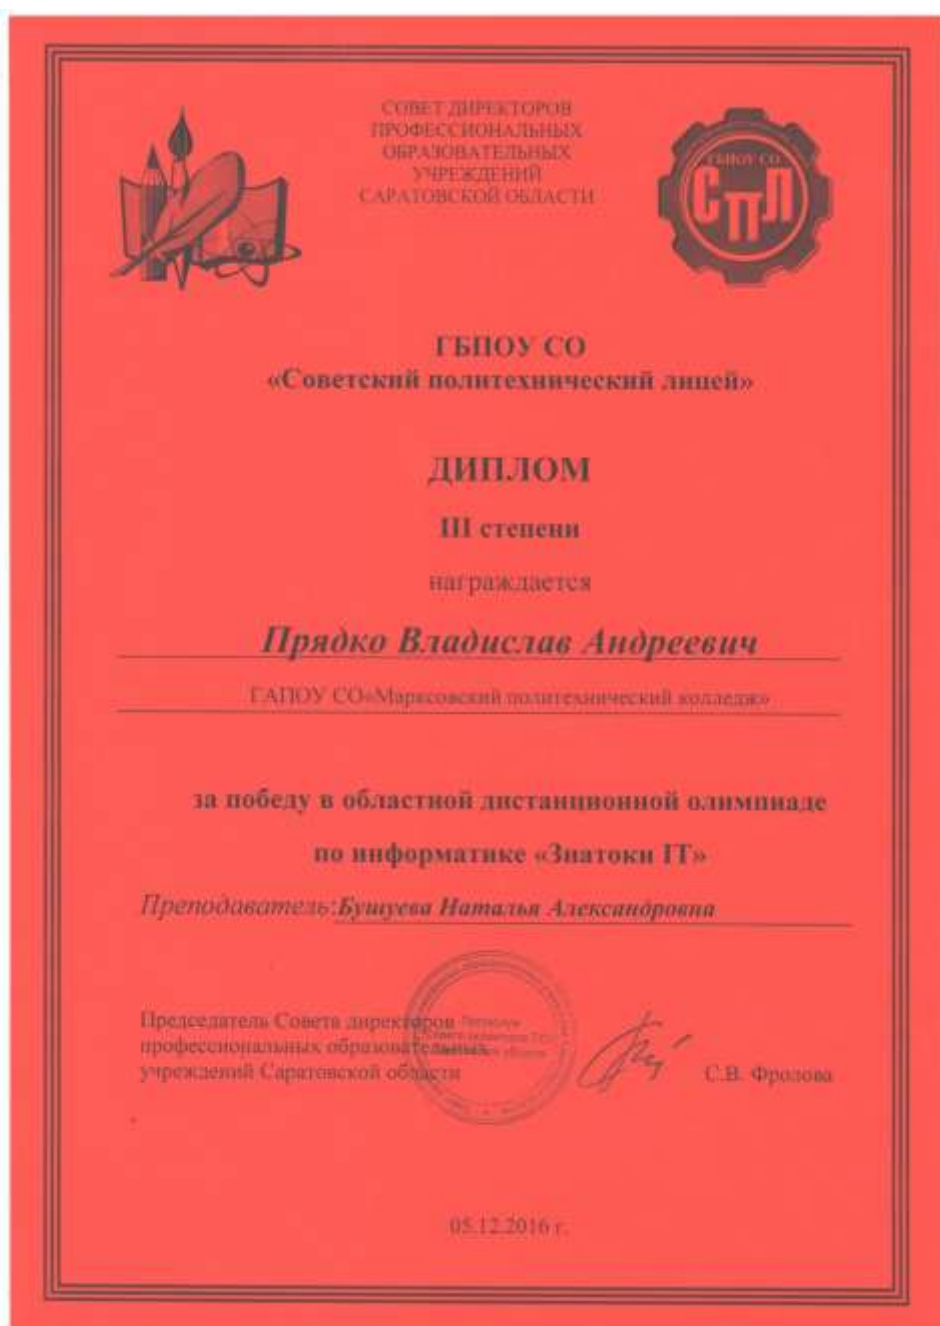 СОВЕТ ДИРЕКТОРОВ
ПРОФЕССИОНАЛЬНЫХ
ОБРАЗОВАТЕЛЬНЫХ
УЧРЕЖДЕНИЙ
САРАТОВСКОЙ ОБЛАСТИ
ГБПОУ СО
СПЛ
ГБПОУ СО
«Советский политехнический лицей»
ДИПЛОМ
III степени
награждается
Прядко Владислав Андреевич
ГАПОУ СО«Марксовский политехнический колледж»
за победу в областной дистанционной олимпиаде
по информатике «Знатоки IT»
Преподаватель:Бушуева Наталья Александровна
Председатель Совета директоров
профессиональных образовательных
учреждений Саратовской области
С.В. Фролова
05.12.2016 г.